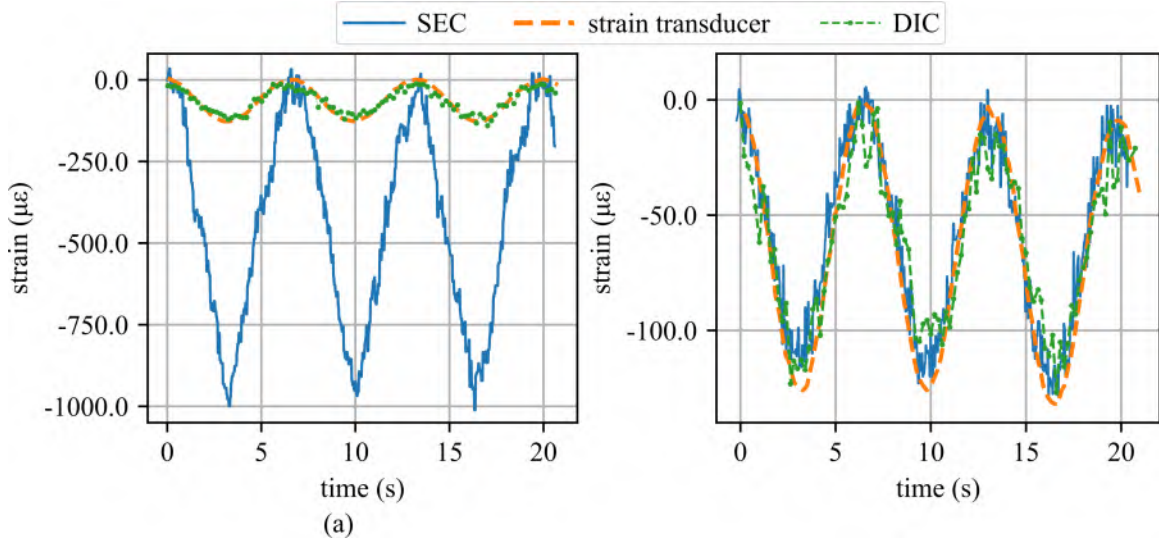 SEC strain transducer DIC
0.0
-250.0
-500.0
-750.0
-1000.0
strain (με)
0 5 10 15 20
time (s)
(a)
0.0
-50.0
-100.0
strain (με)
0 5 10 15 20
time (s)